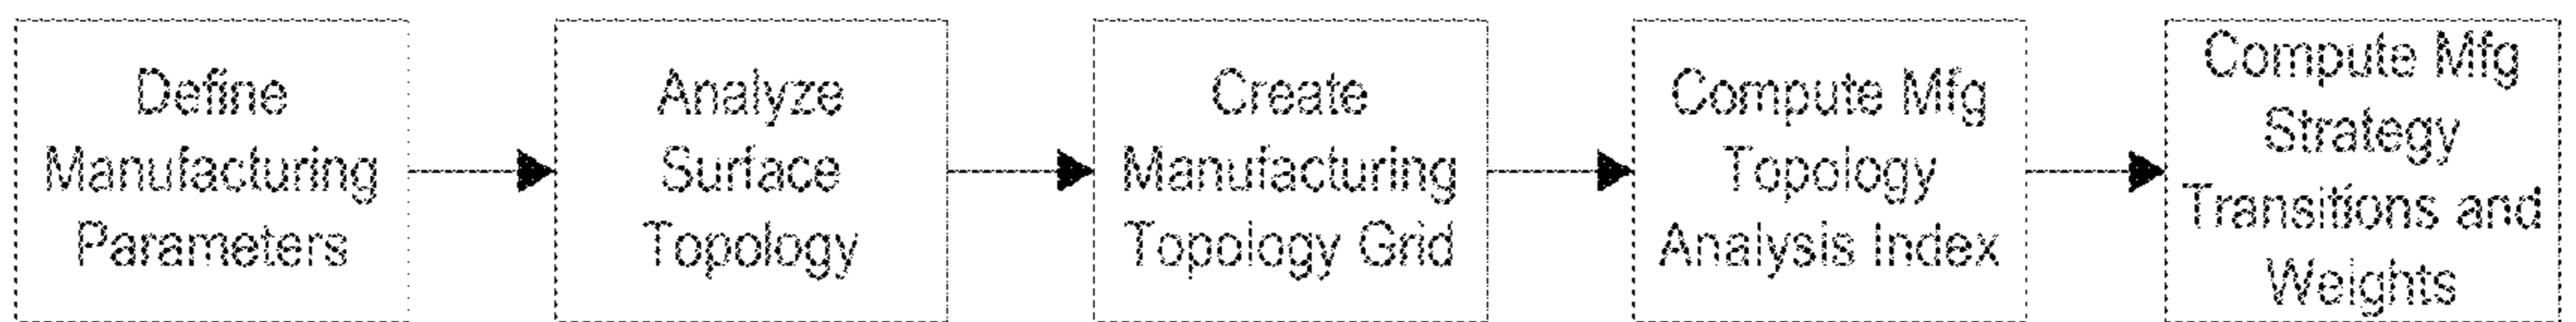 Define
Manufacturing
Parameters
Analyze
Surface
Topology
Create
Manufacturing
Topology Grid
Compute Mfg
Topology
Analysis Index
Compute Mfg
Strategy
Transitions and
Weights